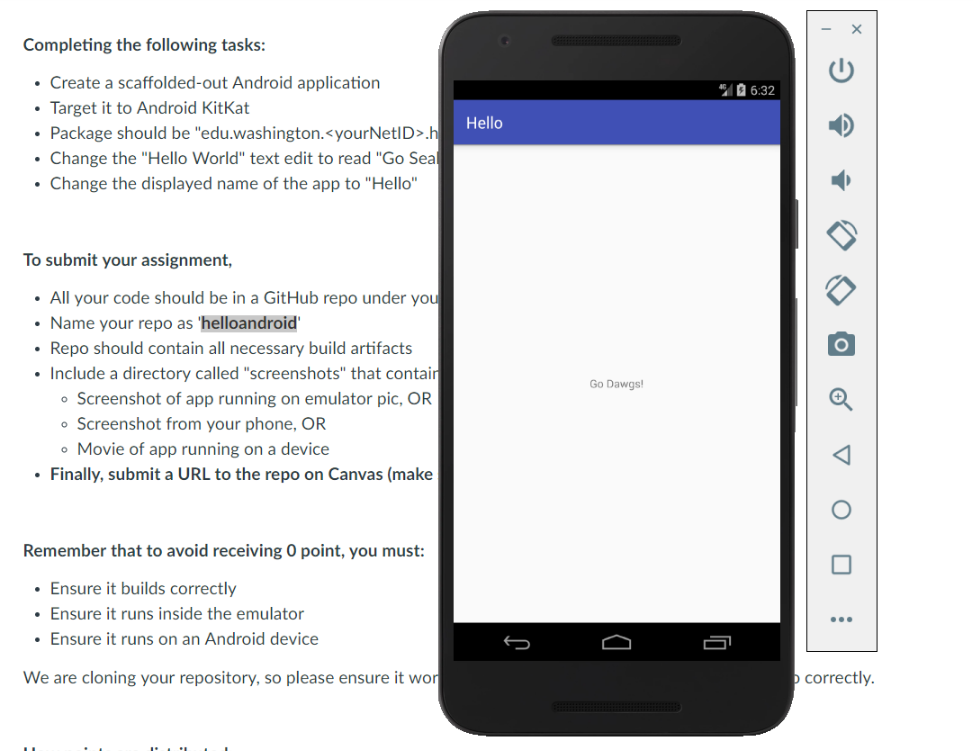 Completing the following tasks:
Create a scaffolded-out Android application
Target it to Android KitKat
Package should be "edu.washington.<yourNetID>.h
Change the "Hello World" text edit to read "Go Sea
Change the displayed name of the app to "Hello"
To submit your assignment,
All your code should be in a GitHub repo under you
Name your repo as 'helloandroid'
Repo should contain all necessary build artifacts
Include a directory called "screenshots" that contain
Screenshot of app running on emulator pic, OR
Screenshot from your phone, OR
Movie of app running on a device
Finally, submit a URL to the repo on Canvas (make
Remember that to avoid receiving 0 point, you must:
Ensure it builds correctly
Ensure it runs inside the emulator
Ensure it runs on an Android device
We are cloning your repository, so please ensure it wor
correctly.
4G 6:32
Hello
Go Dawgs!